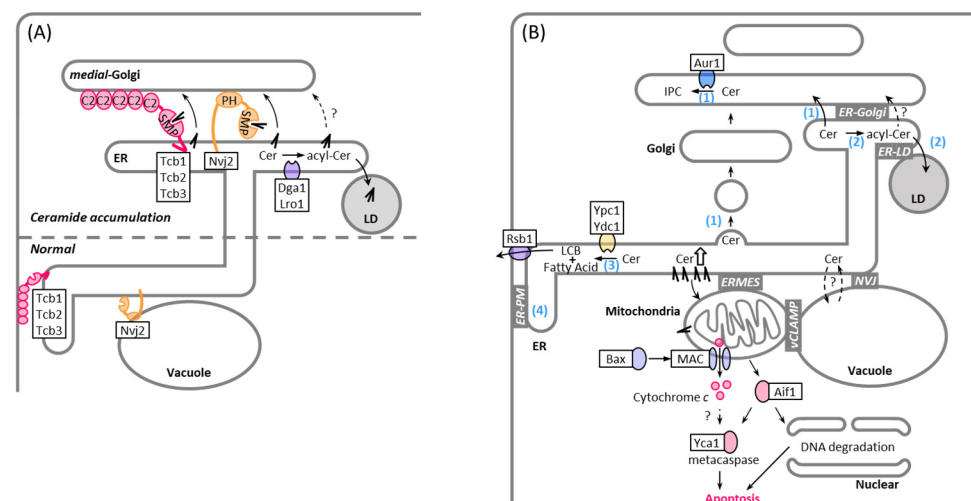 (A)
medial-Golgi
C2 C2 C2 C2 C2
SMP
PH
SMP
?
ER
Tcb1
Tcb2
Tcb3
Nvj2
Cer
acyl-Cer
Dga1
Lro1
LD
Ceramide accumulation
Normal
Tcb1
Tcb2
Tcb3
Nvj2
Vacuole
(B)
Aur1
IPC
Cer
(1)
ER-Golgi
(1)
?
Cer
acyl-Cer
(2)
(2)
ER-LD
LD
Golgi
(1)
Cer
Ypc1
Ydc1
Rsb1
LCB
+
Fatty Acid
(3)
Cer
Cer
Cer
?
ERMES
NVJ
ER-PM
(4)
ER
Mitochondria
vCLAMP
Vacuole
Bax
MAC
Cytochrome c
Aif1
?
Yca1
metacaspase
DNA degradation
Nuclear
Apoptosis